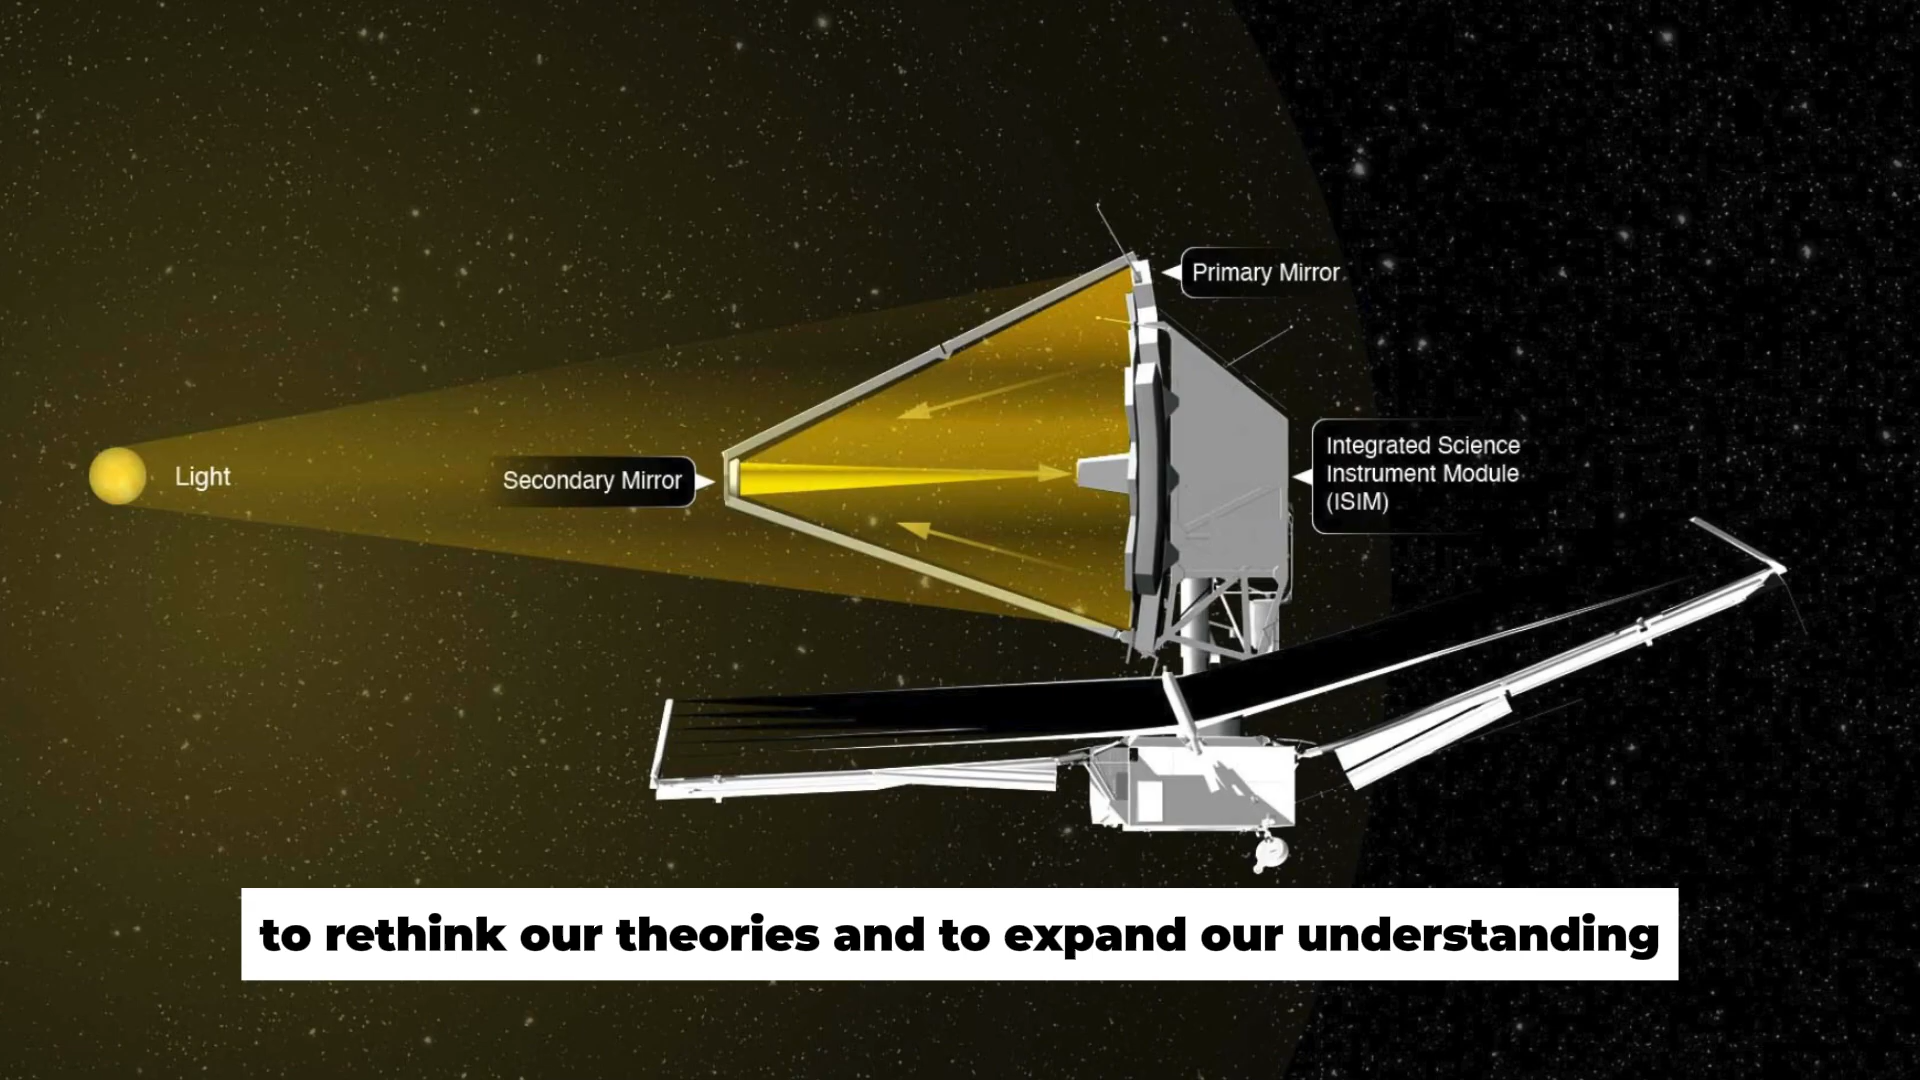 Primary Mirror
Light
Secondary Mirror
Integrated Science
Instrument Module
(ISIM)
to rethink our theories and to expand our understanding